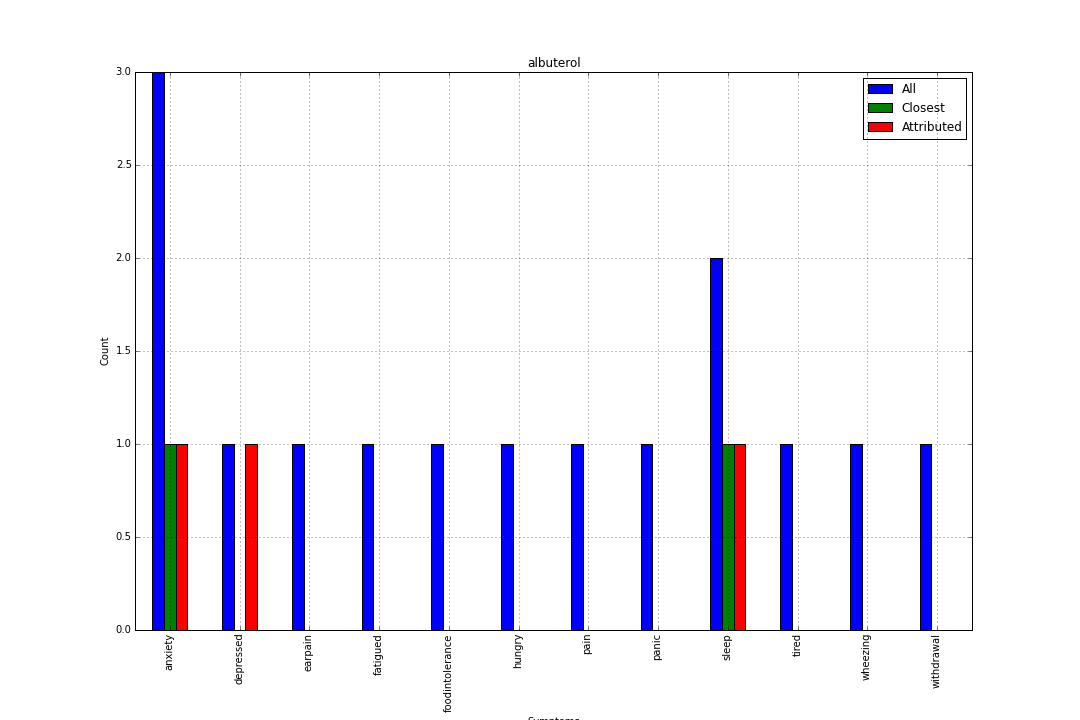 albuterol
3.0
2.5
2.0
1.5
1.0
0.5
0.0
Count
All
Closest
Attributed
anxiety
depressed
earpain
fatigued
foodintolerance
hungry
pain
panic
sleep
tired
wheezing
withdrawal